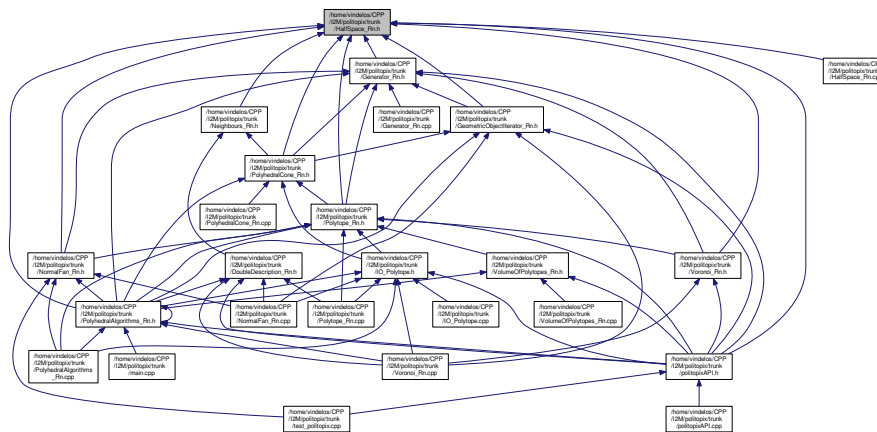 /home/vindelos/CPP
/I2M/politopix/trunk
/HalfSpace_Rn.h
/home/vindelos/CPP
/I2M/politopix/trunk
/Generator_Rn.h
/home/vindelos/CPP
/I2M/politopix/trunk
/HalfSpace_Rn.cpp
/home/vindelos/CPP
/I2M/politopix/trunk
/Neighbours_Rn.h
/home/vindelos/CPP
/I2M/politopix/trunk
/Generator_Rn.cpp
/home/vindelos/CPP
/I2M/politopix/trunk
/GeometricObjectIterator_Rn.h
/home/vindelos/CPP
/I2M/politopix/trunk
/PolyhedralCone_Rn.h
/home/vindelos/CPP
/I2M/politopix/trunk
/PolyhedralCone_Rn.cpp
/home/vindelos/CPP
/I2M/politopix/trunk
/Polytope_Rn.h
/home/vindelos/CPP
/I2M/politopix/trunk
/NormalFan_Rn.h
/home/vindelos/CPP
/I2M/politopix/trunk
/DoubleDescription_Rn.h
/home/vindelos/CPP
/I2M/politopix/trunk
/IO_Polytope.h
/home/vindelos/CPP
/I2M/politopix/trunk
/VolumeOfPolytopes_Rn.h
/home/vindelos/CPP
/I2M/politopix/trunk
/Voronoi_Rn.h
/home/vindelos/CPP
/I2M/politopix/trunk
/PolyhedralAlgorithms_Rn.h
/home/vindelos/CPP
/I2M/politopix/trunk
/NormalFan_Rn.cpp
/home/vindelos/CPP
/I2M/politopix/trunk
/Polytope_Rn.cpp
/home/vindelos/CPP
/I2M/politopix/trunk
/IO_Polytope.cpp
/home/vindelos/CPP
/I2M/politopix/trunk
/VolumeOfPolytopes_Rn.cpp
/home/vindelos/CPP
/I2M/politopix/trunk
/PolyhedralAlgorithms
_Rn.cpp
/home/vindelos/CPP
/I2M/politopix/trunk
/main.cpp
/home/vindelos/CPP
/I2M/politopix/trunk
/Voronoi_Rn.cpp
/home/vindelos/CPP
/I2M/politopix/trunk
/politopixAPI.h
/home/vindelos/CPP
/I2M/politopix/trunk
/test_politopix.cpp
/home/vindelos/CPP
/I2M/politopix/trunk
/politopixAPI.cpp